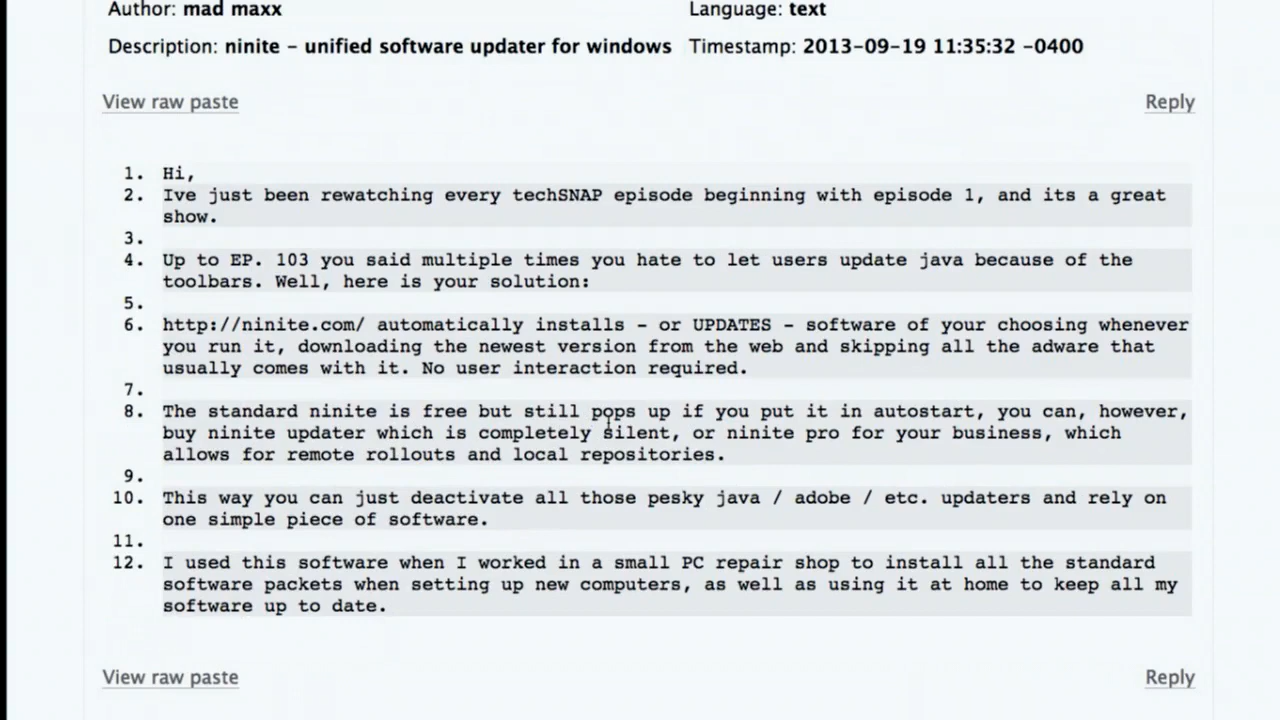 Author: mad maxx Language: text
Description: ninite - unified software updater for windows Timestamp: 2013-09-19 11:35:32 -0400
View raw paste Reply
1. Hi,
2. Ive just been rewatching every techSNAP episode beginning with episode 1, and its a great
show.
3.
4. Up to EP. 103 you said multiple times you hate to let users update java because of the
toolbars. Well, here is your solution:
5.
6. http://ninite.com/ automatically installs - or UPDATES - software of your choosing whenever
you run it, downloading the newest version from the web and skipping all the adware that
usually comes with it. No user interaction required.
7.
8. The standard ninite is free but still pops up if you put it in autostart, you can, however,
buy ninite updater which is completely silent, or ninite pro for your business, which
allows for remote rollouts and local repositories.
9.
10. This way you can just deactivate all those pesky java / adobe / etc. updaters and rely on
one simple piece of software.
11.
12. I used this software when I worked in a small PC repair shop to install all the standard
software packets when setting up new computers, as well as using it at home to keep all my
software up to date.
View raw paste Reply